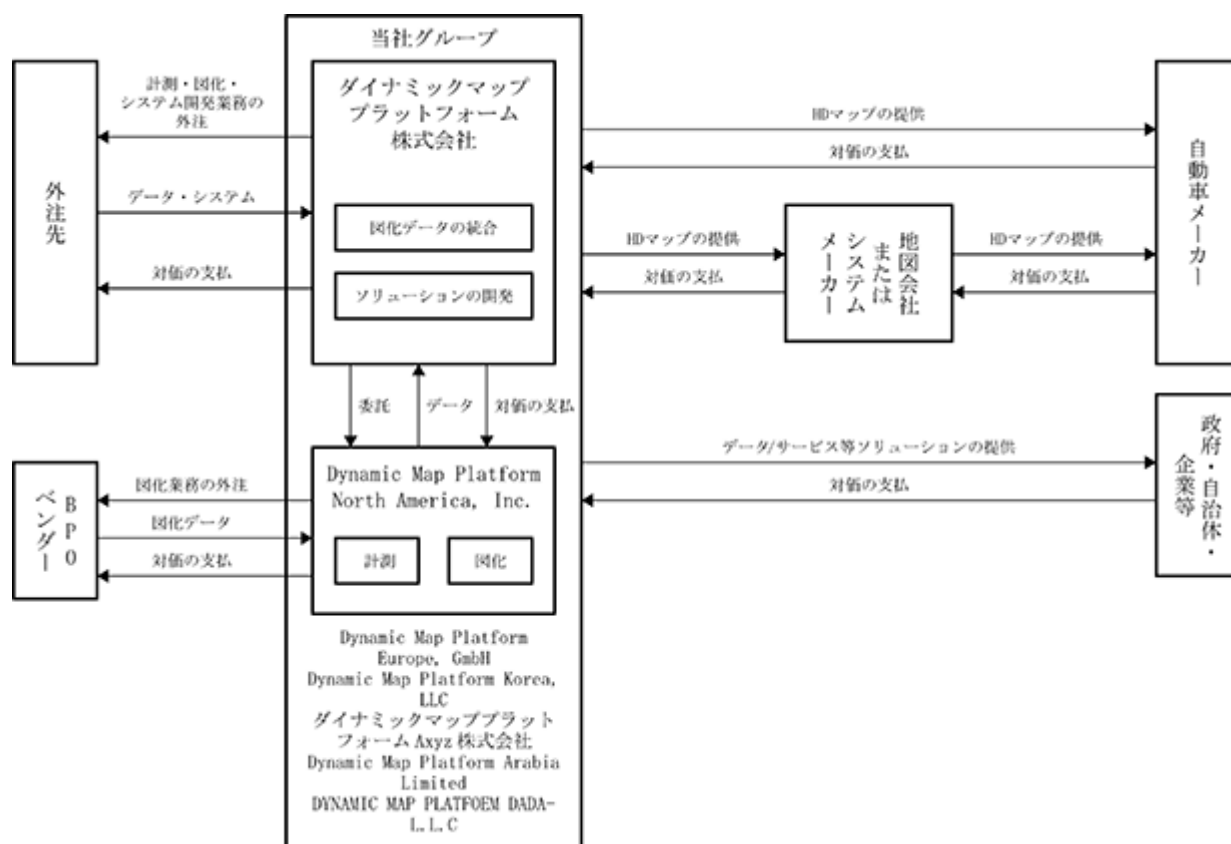 当社グループ
ダイナミックマップ
プラットフォーム
株式会社
図化データの統合
ソリューションの開発
計測・図化・
システム開発業務の
外注
データ・システム
対価の支払
外注先
HDマップの提供
対価の支払
自動車メーカー
HDマップの提供
対価の支払
地図会社
または
システム
メーカー
HDマップの提供
対価の支払
委託
データ
対価の支払
Dynamic Map Platform
North America, Inc.
計測
図化
図化業務の外注
図化データ
対価の支払
BPO
ベンダー
データ/サービス等ソリューションの提供
対価の支払
政府・自治体・
企業等
Dynamic Map Platform
Europe, GmbH
Dynamic Map Platform Korea,
LLC
ダイナミックマッププラット
フォーム Axyz 株式会社
Dynamic Map Platform Arabia
Limited
DYNAMIC MAP PLATFOEM DADA-
L.L.C